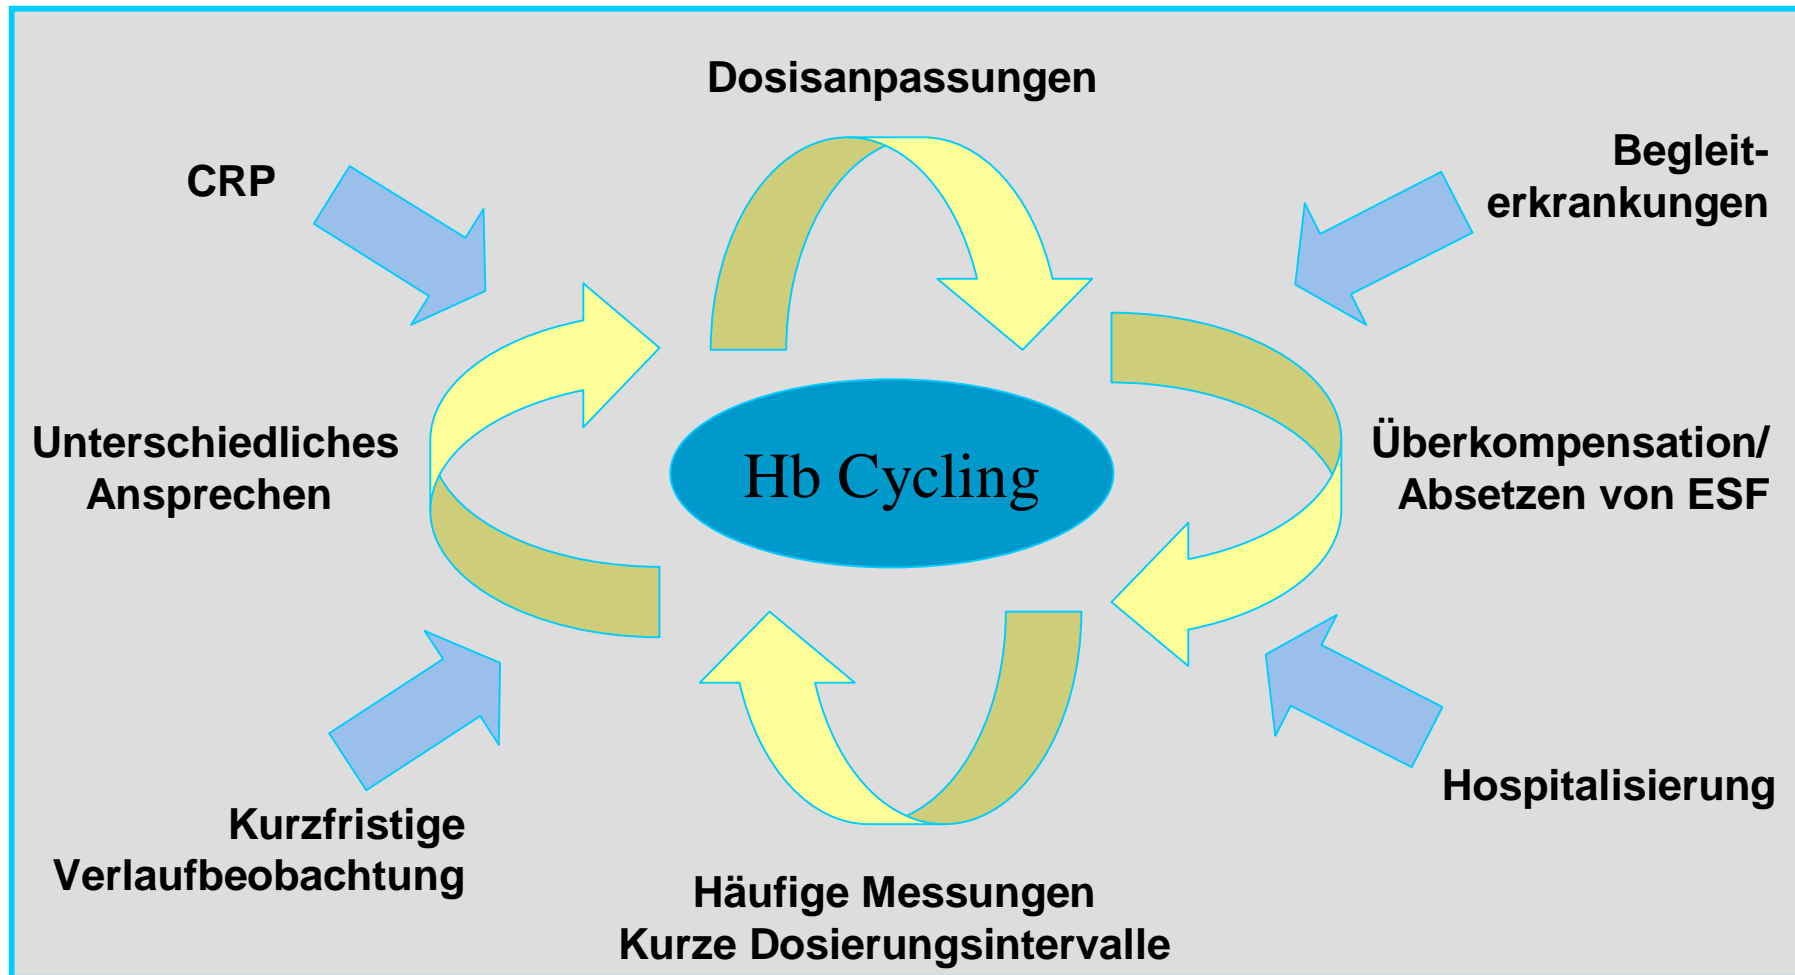 Dosisanpassungen
CRP
Begleit-
erkrankungen
Unterschiedliches
Ansprechen
Hb Cycling
Überkompensation/
Absetzen von ESF
Kurzfristige
Verlaufbeobachtung
Hospitalisierung
Häufige Messungen
Kurze Dosierungsintervalle